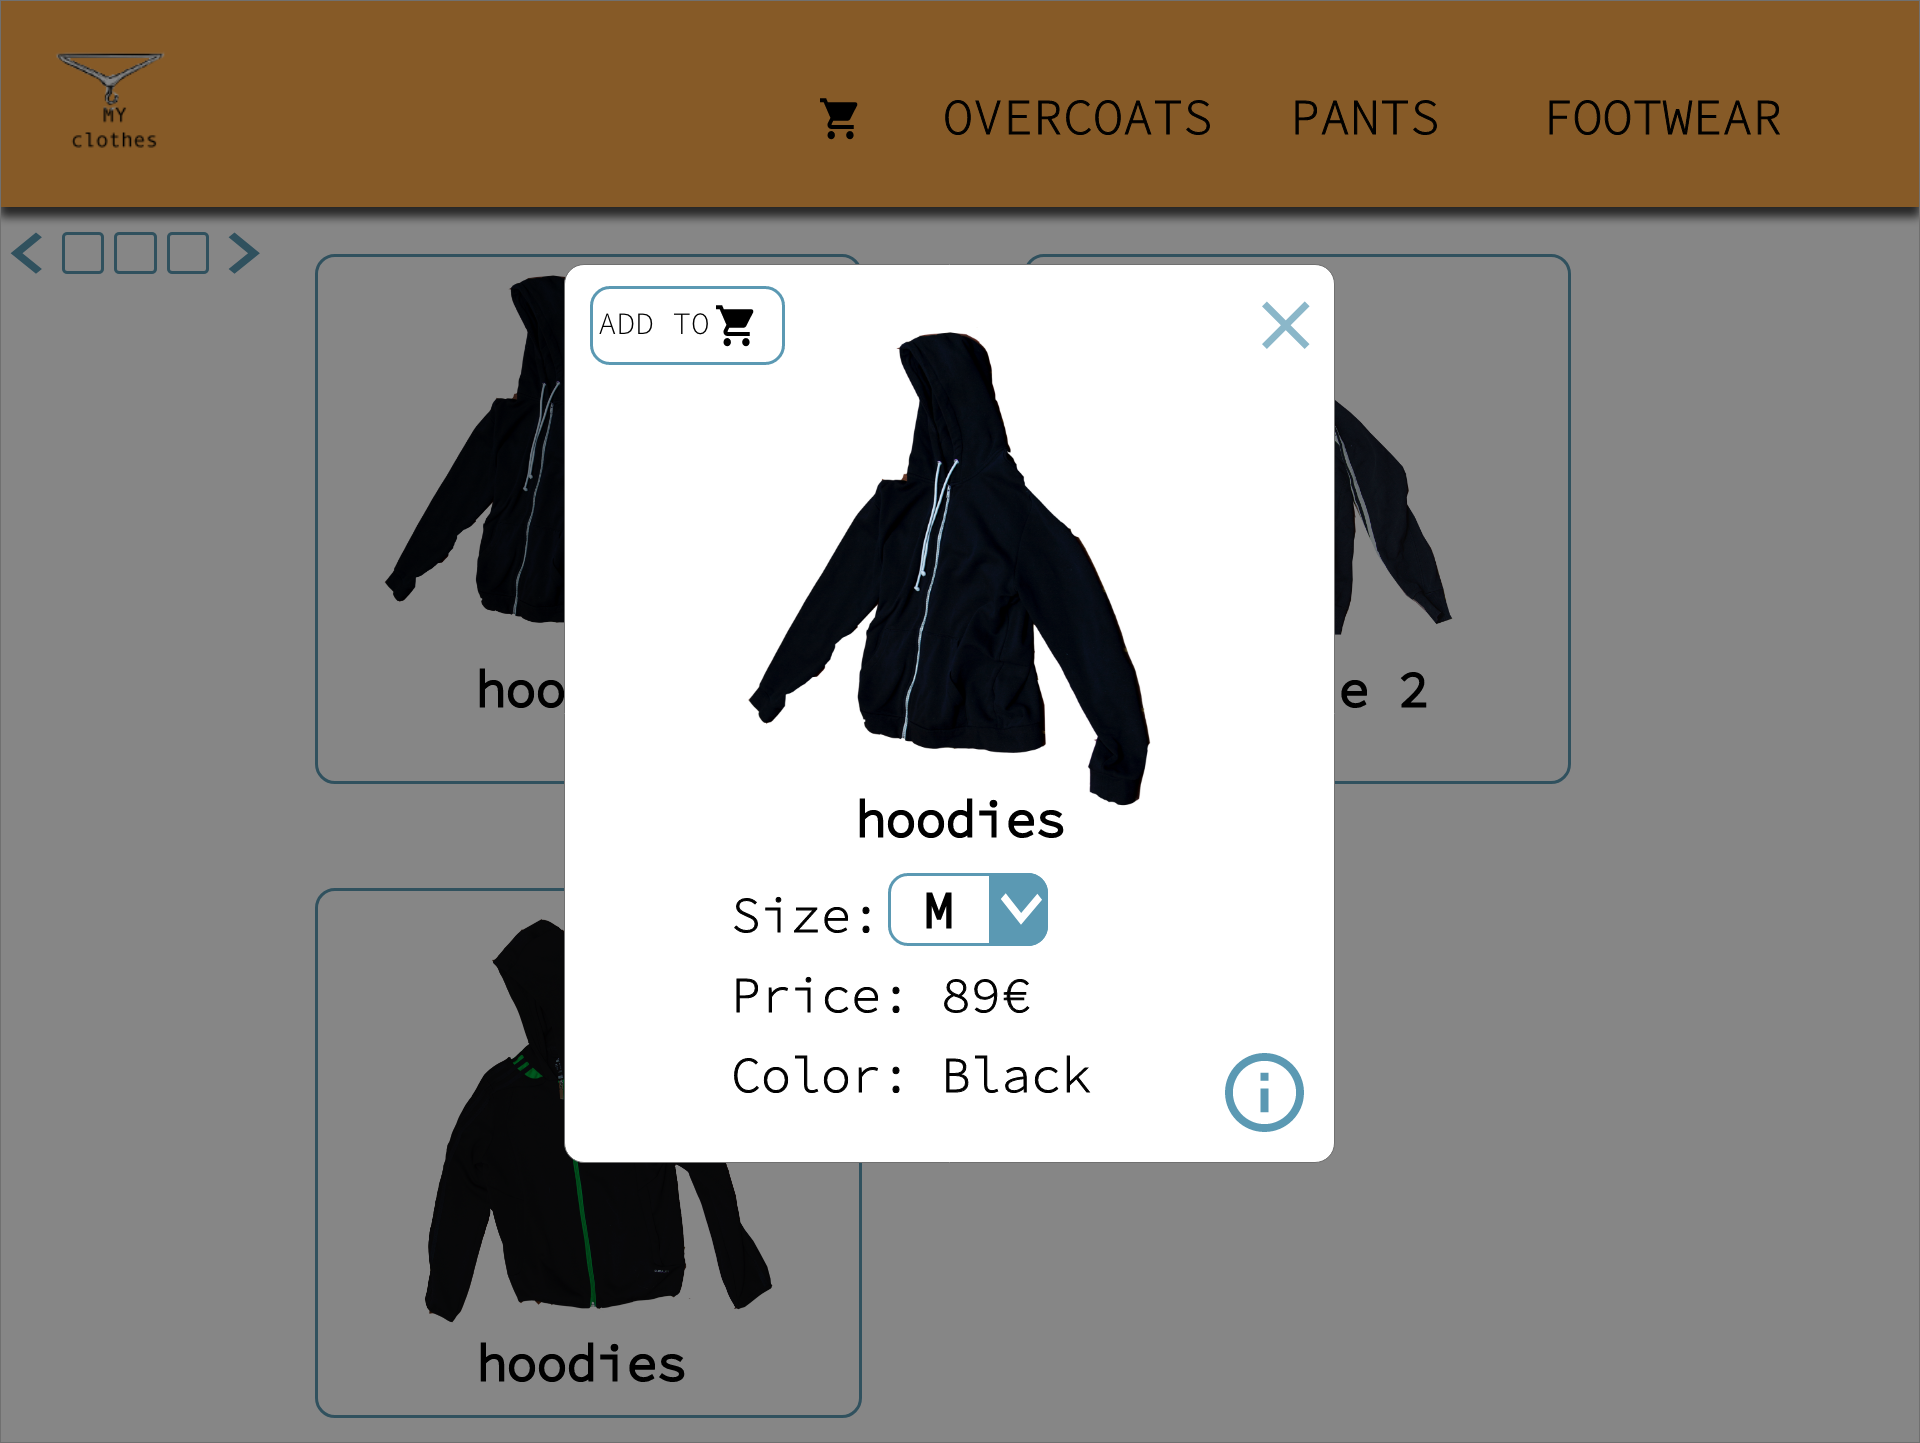 MY
clothes
OVERCOATS PANTS FOOTWEAR
ADD TO
hoo
e 2
hoodies
Size: M
Price: 89€
Color: Black
hoodies